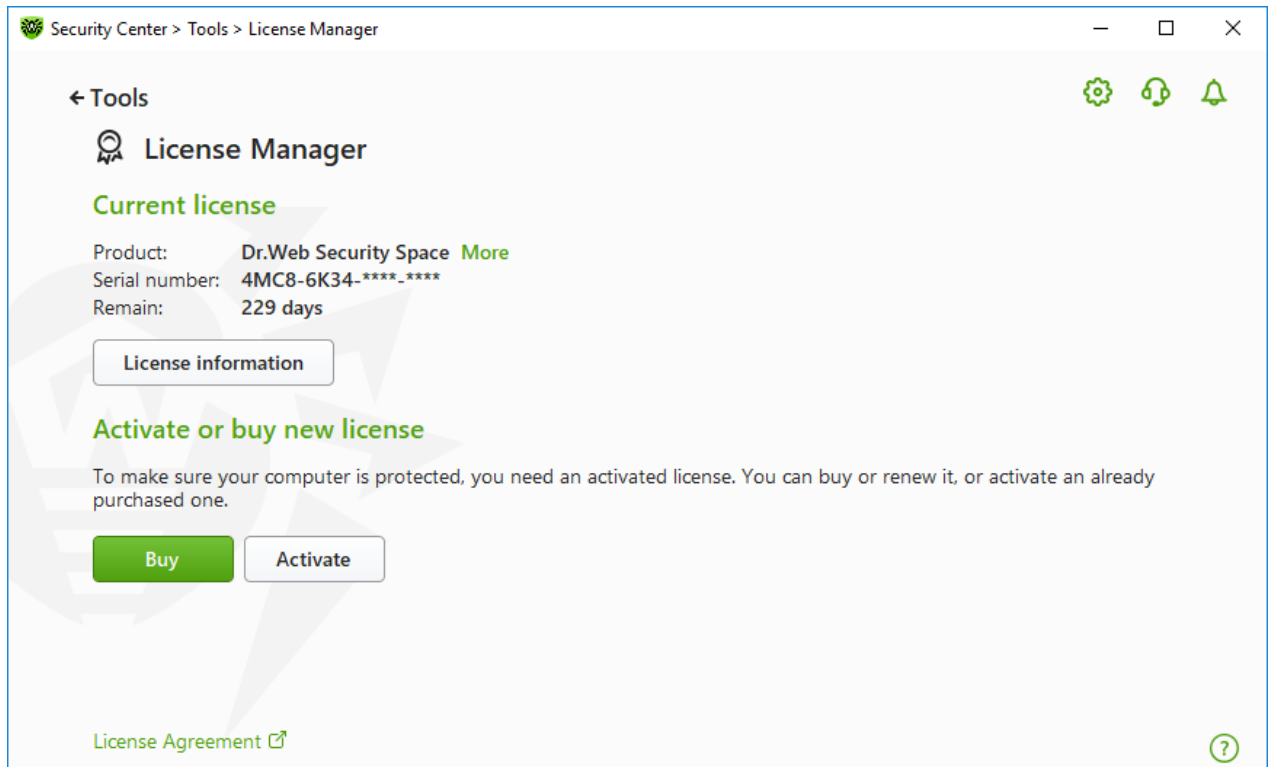 Security Center > Tools > License Manager
Tools
License Manager
Current license
Product: Dr.Web Security Space More
Serial number: 4MC8-6K34-****-****
Remain: 229 days
License information
Activate or buy new license
To make sure your computer is protected, you need an activated license. You can buy or renew it, or activate an already
purchased one.
Buy Activate
License Agreement
?